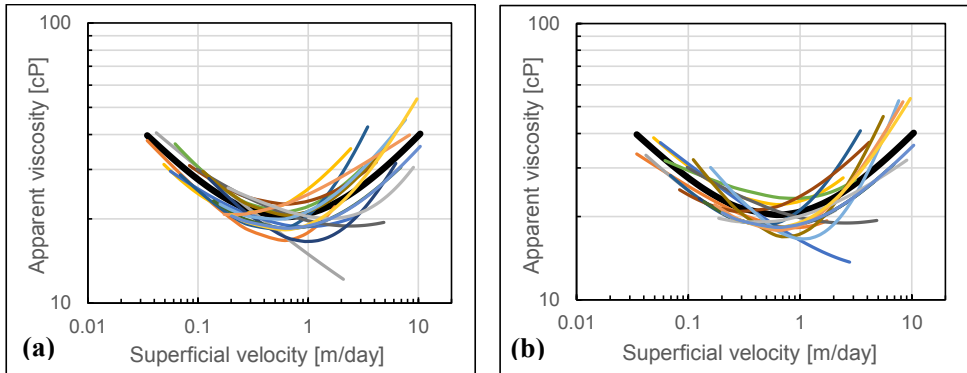 100
Apparent viscosity [cP]
10
0.01 0.1 1 10
(a) Superficial velocity [m/day]
100
Apparent viscosity [cP]
10
0.01 0.1 1 10
(b) Superficial velocity [m/day]